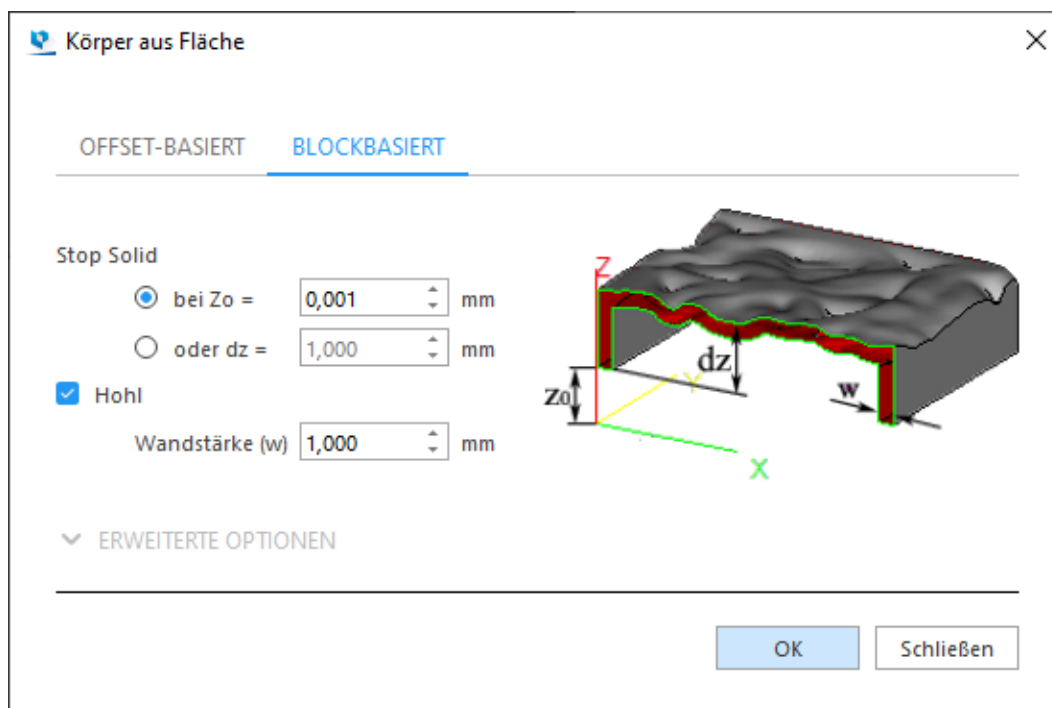 Körper aus Fläche
OFFSET-BASIERT BLOCKBASIERT
Stop Solid
bei Zo = 0,001 mm
oder dz = 1,000 mm
Hohl
Wandstärke (w) 1,000 mm
Z
dz
Z0
Y
w
X
ERWEITERTE OPTIONEN
OK Schließen